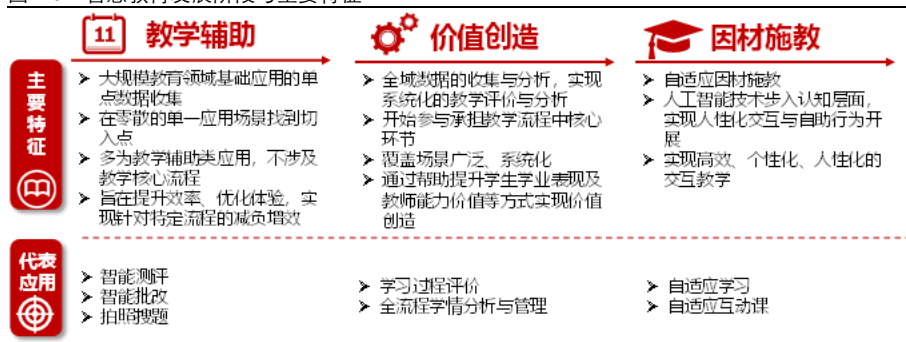 11 教学辅助
价值创造
因材施教
主要特征
➤ 大规模教育领域基础应用的单
点数据收集
➤ 在零散的单一应用场景找到切
入点
➤ 多为教学辅助类应用，不涉及
教学核心流程
➤ 旨在提升效率、优化体验，实
现针对特定流程的减负增效
➤ 全域数据的收集与分析，实现
系统化的教学评价与分析
➤ 开始参与承担教学流程中核心
环节
➤ 覆盖场景广泛、系统化
➤ 通过帮助提升学生学业表现及
教师能力价值等方式实现价值
创造
➤ 自适应因材施教
➤ 人工智能技术步入认知层面，
实现人性化交互与自助行为开
展
➤ 实现高效、个性化、人性化的
交互教学
代表
应用
➤ 智能测评
➤ 智能批改
➤ 拍照搜题
➤ 学习过程评价
➤ 全流程学情分析与管理
➤ 自适应学习
➤ 自适应互动课